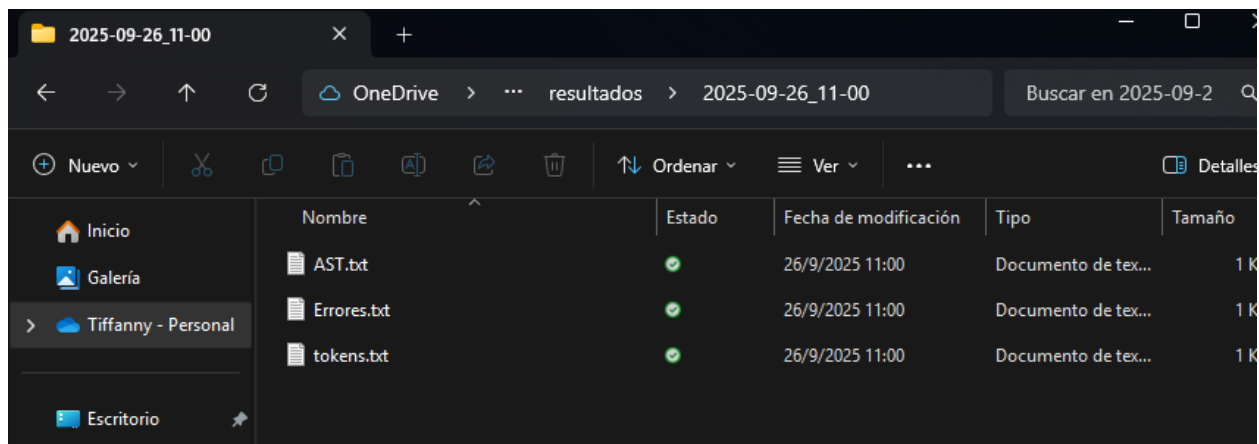 2025-09-26_11-00
OneDrive > ... resultados > 2025-09-26_11-00 Buscar en 2025-09-2
Nuevo Ordenar Ver ... Detalles
Inicio
Galería
Tiffanny - Personal
Escritorio
Nombre Estado Fecha de modificación Tipo Tamaño
AST.txt 26/9/2025 11:00 Documento de tex... 1 K
Errores.txt 26/9/2025 11:00 Documento de tex... 1 K
tokens.txt 26/9/2025 11:00 Documento de tex... 1 K